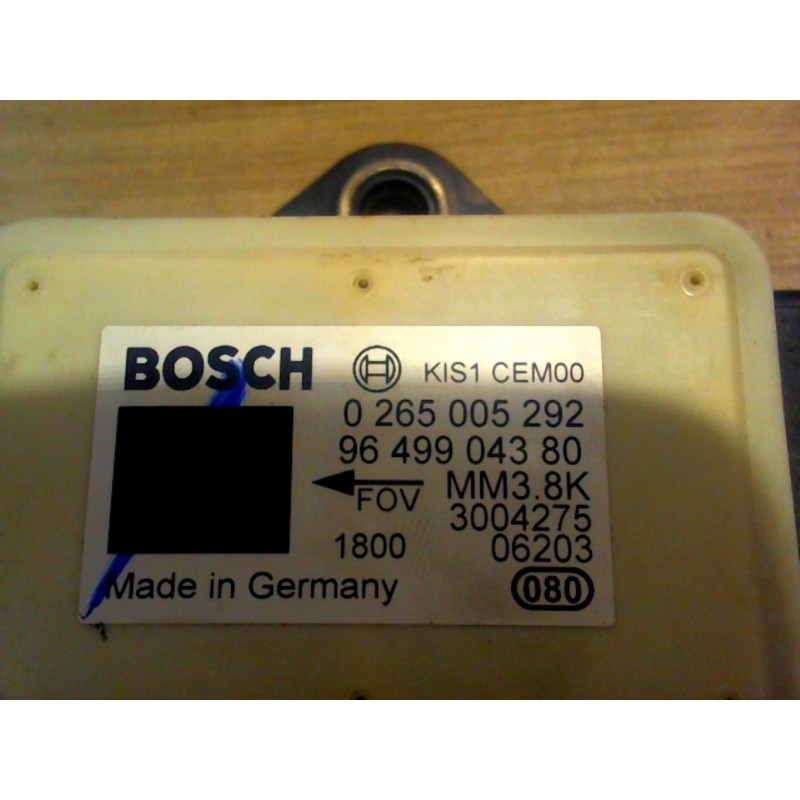 BOSCH KIS1 CEM00
0 265 005 292
96 499 043 80
FOV MM3.8K
3004275
1800 06203
Made in Germany 080